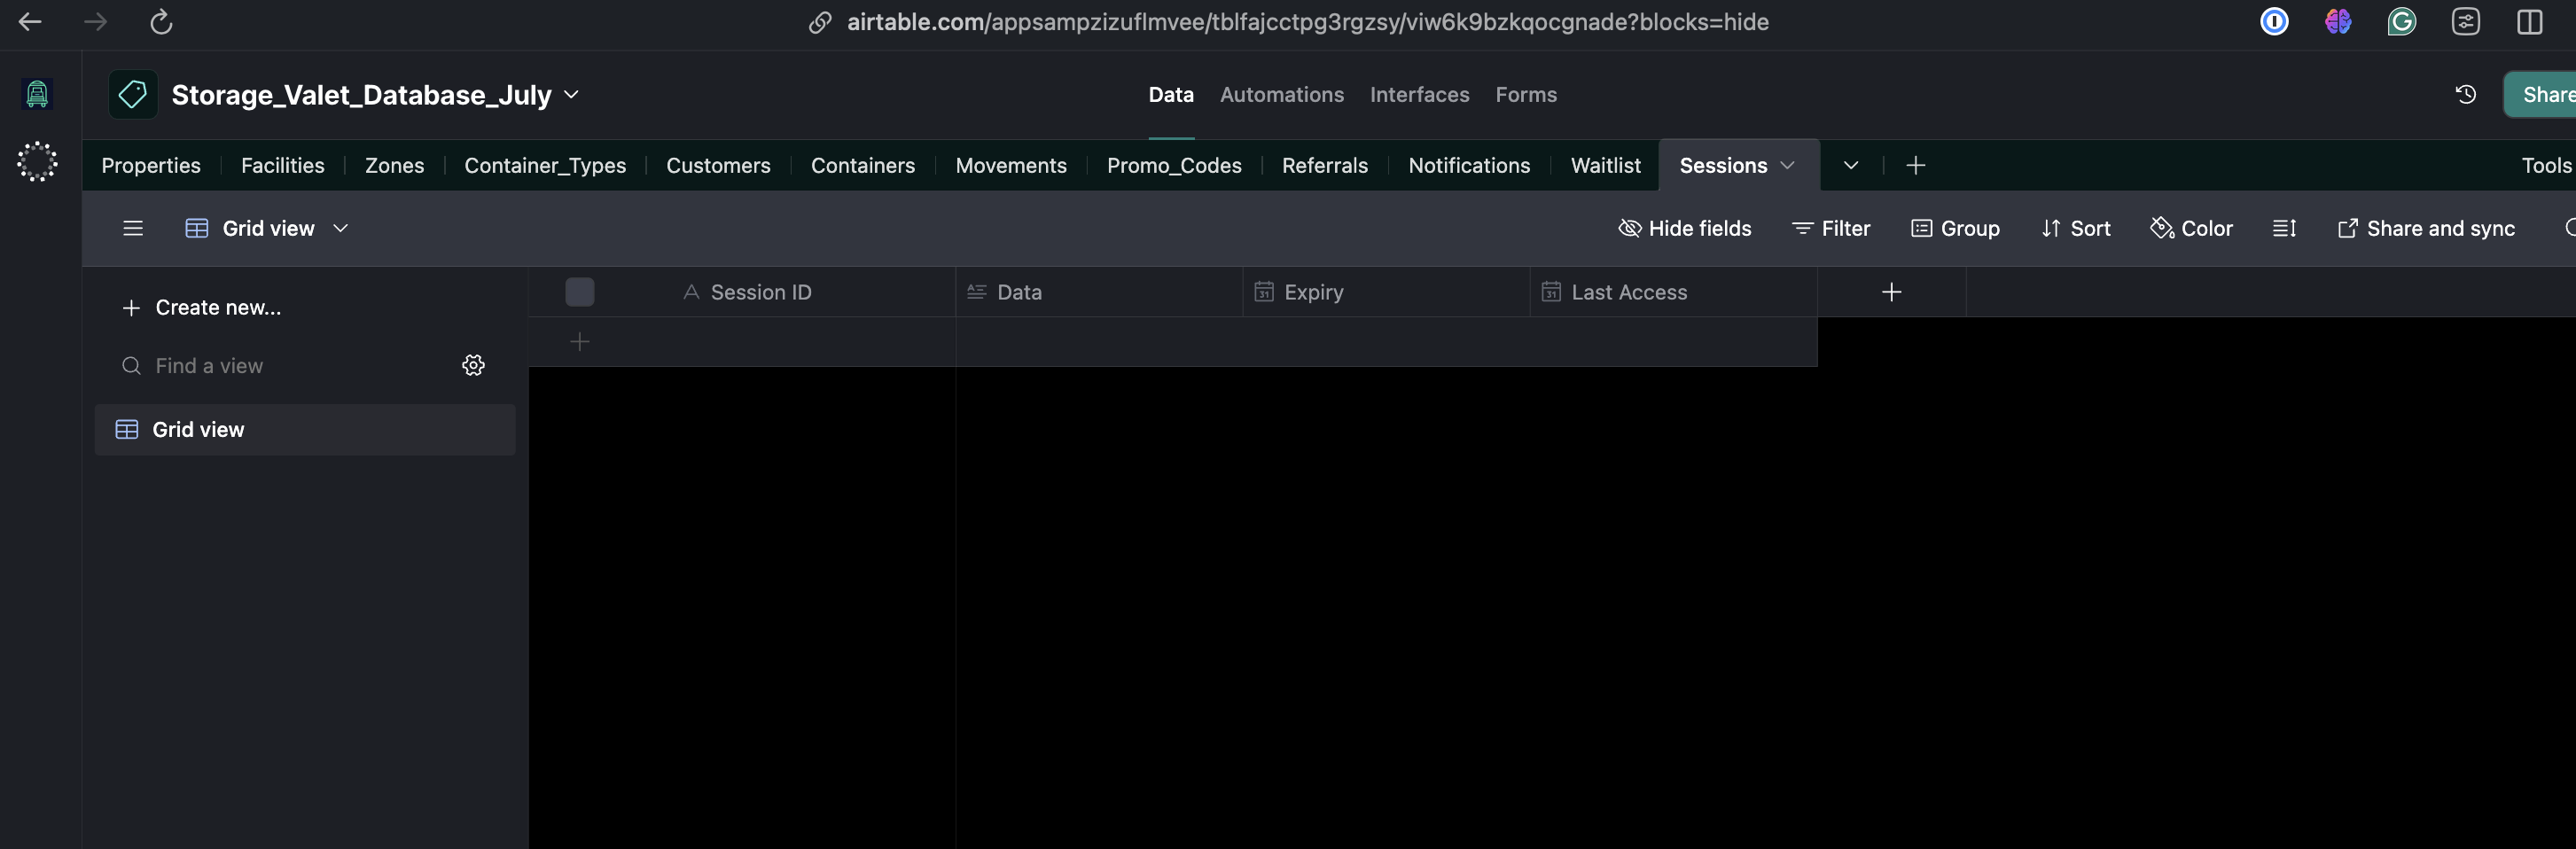 airtable.com/appsampzizuflmvee/tblfajcctpg3rgzsy/viw6k9bzkqocgnade?blocks=hide
Storage_Valet_Database_July
Data Automations Interfaces Forms
Share
Properties Facilities Zones Container_Types Customers Containers Movements Promo_Codes Referrals Notifications Waitlist Sessions
Tools
Grid view
Hide fields Filter Group Sort Color Share and sync
Create new...
Find a view
Grid view
Session ID Data Expiry Last Access